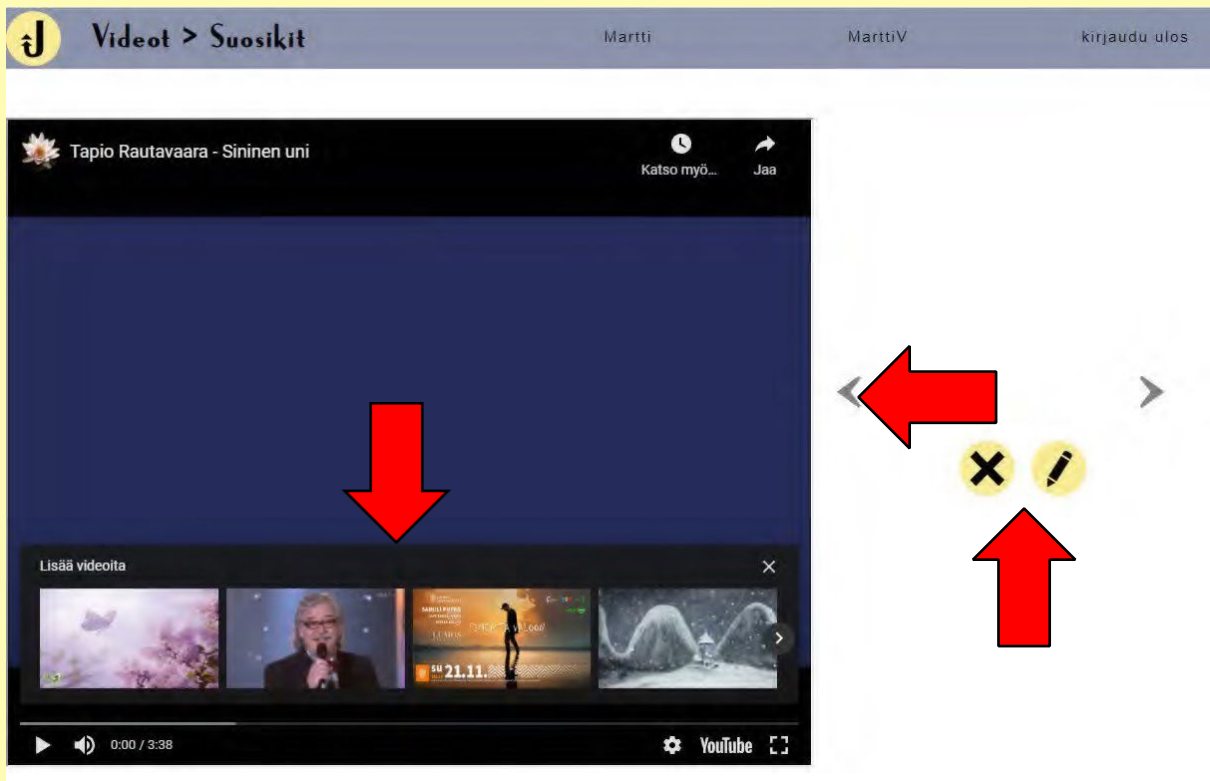 Videot > Suosikit
Martti
MarttiV
kirjaudu ulos
Tapio Rautavaara - Sininen uni
Katso myö...
Jaa
Lisää videoita
su 21.11.
0:00 / 3:38
YouTube